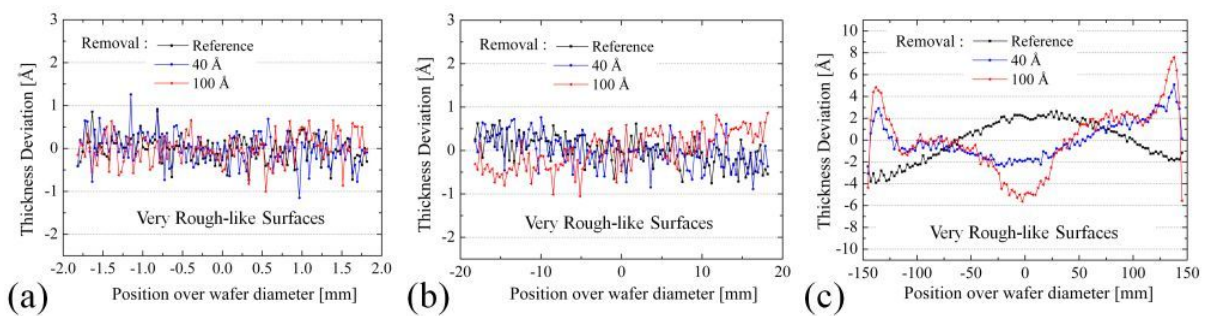 Thickness Deviation [Å]
3
2
1
0
-1
-2
Removal :
Reference
40 Å
100 Å
Very Rough-like Surfaces
-2.0 -1.5 -1.0 -0.5 0.0 0.5 1.0 1.5 2.0
(a) Position over wafer diameter [mm]
Thickness Deviation [Å]
3
2
1
0
-1
-2
Removal :
Reference
40 Å
100 Å
Very Rough-like Surfaces
-20 -10 0 10 20
(b) Position over wafer diameter [mm]
Thickness Deviation [Å]
10
8
6
4
2
0
-2
-4
-6
-8
-10
Removal :
Reference
40 Å
100 Å
Very Rough-like Surfaces
-150 -100 -50 0 50 100 150
(c) Position over wafer diameter [mm]